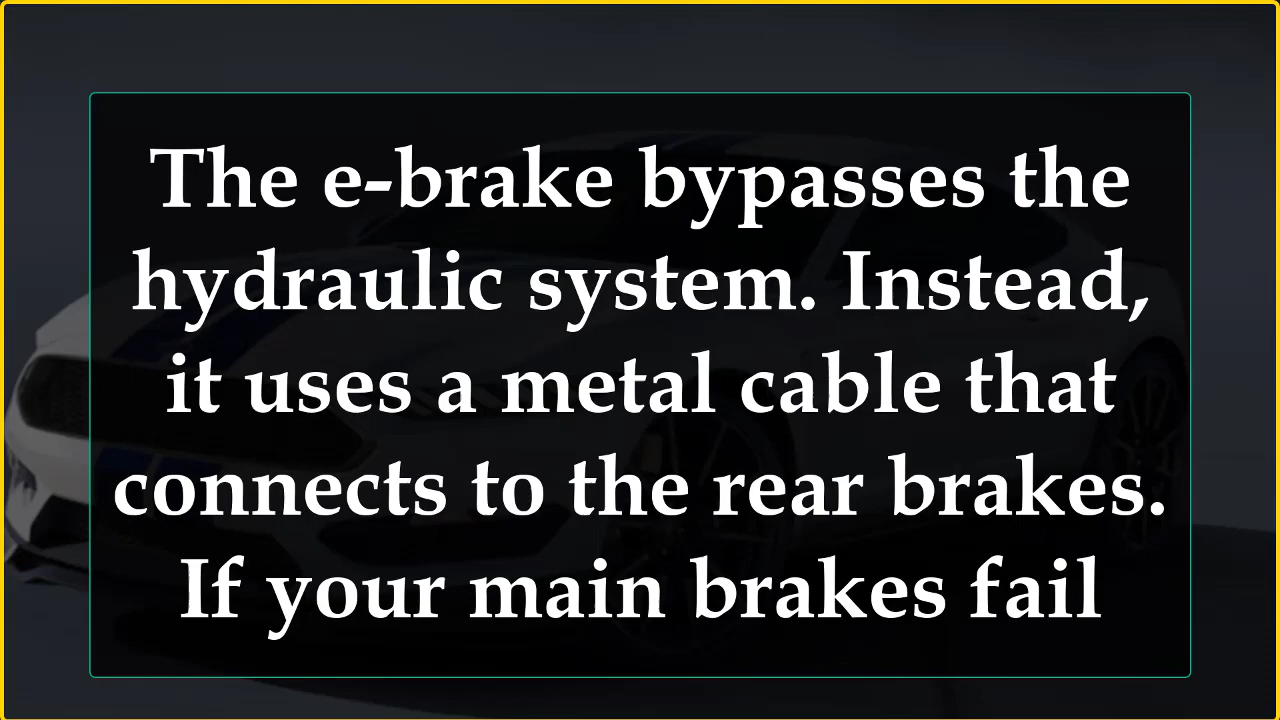 The e-brake bypasses the
hydraulic system. Instead,
it uses a metal cable that
connects to the rear brakes.
If your main brakes fail